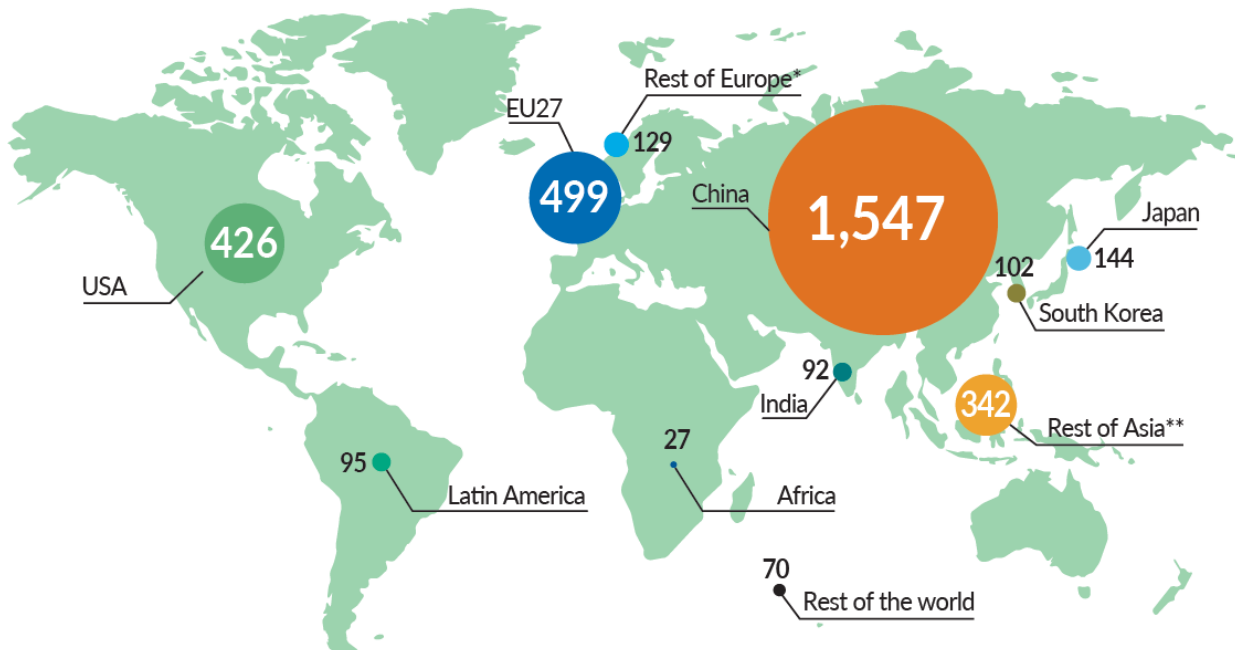 Rest of Europe*
129
EU27
499
China
1,547
Japan
144
102
South Korea
USA
426
92
India
342
Rest of Asia**
95
Latin America
27
Africa
70
Rest of the world